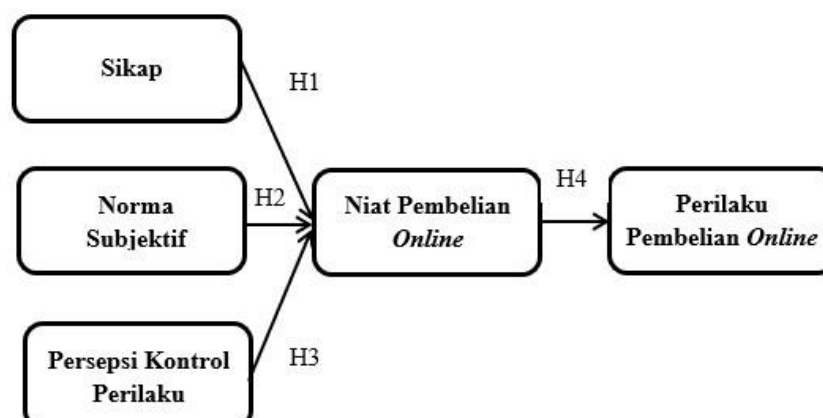 Sikap
H1
Norma
Subjektif
H2
Niat Pembelian
Online
H4
Perilaku
Pembelian Online
Persepsi Kontrol
Perilaku
H3